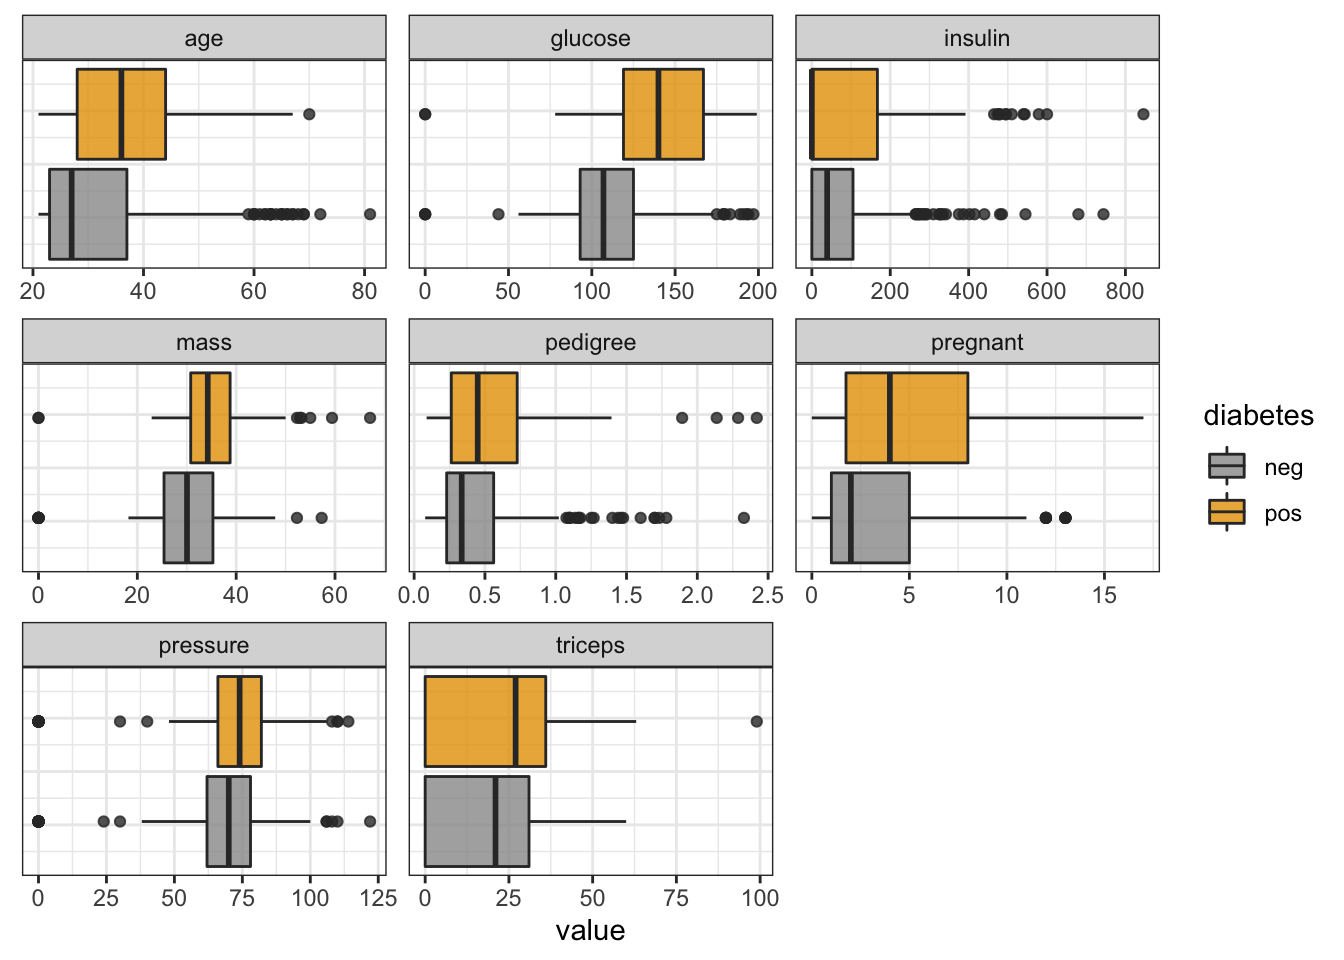 age glucose insulin
20 40 60 80 0 50 100 150 200 0 200 400 600 800
mass pedigree pregnant
0 20 40 60 0.0 0.5 1.0 1.5 2.0 2.5 0 5 10 15
diabetes
neg
pos
pressure triceps
0 25 50 75 100 125 0 25 50 75 100
value